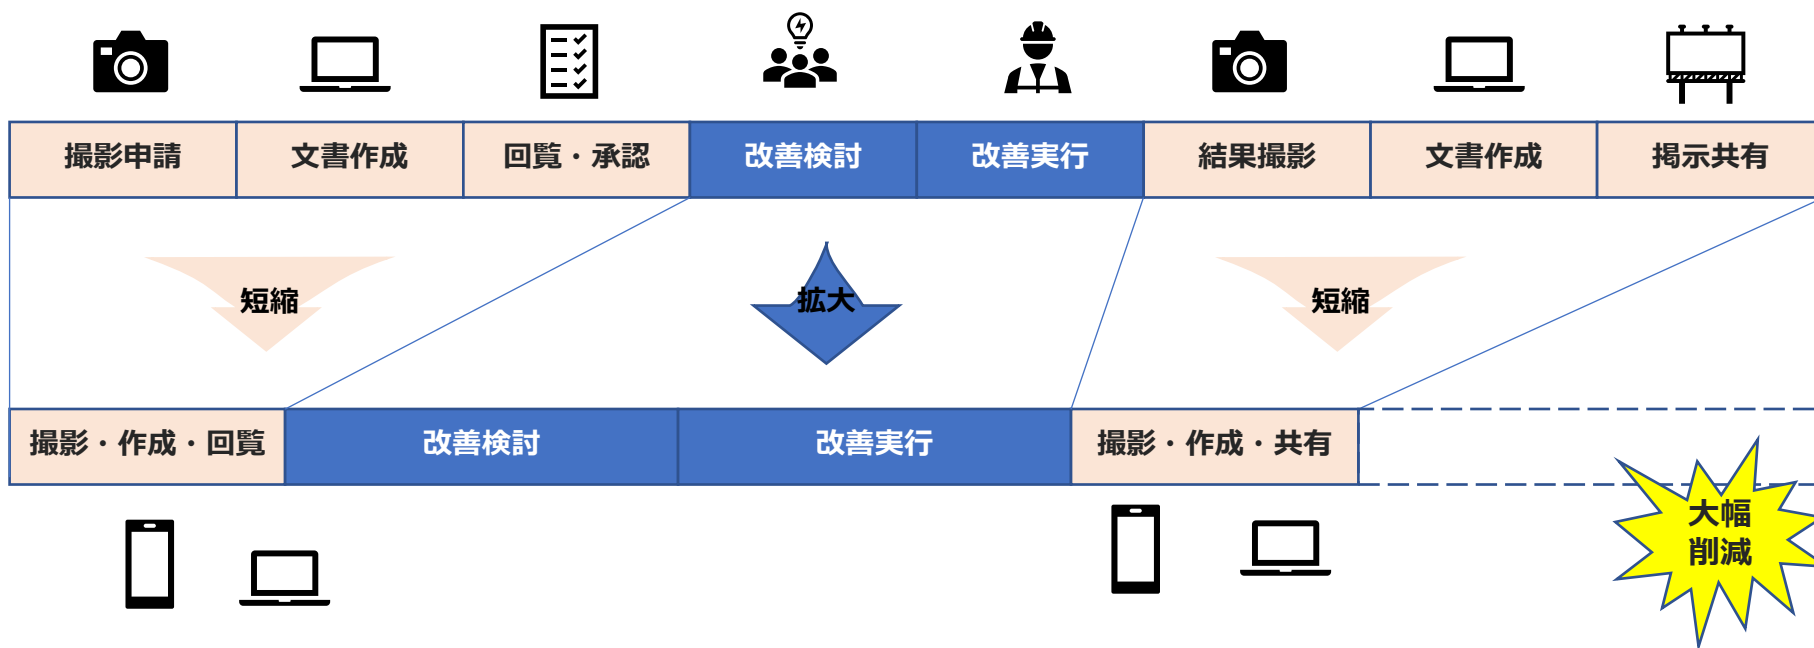 撮影申請
文書作成
回覧・承認
改善検討
改善実行
結果撮影
文書作成
掲示共有
短縮
拡大
短縮
撮影・作成・回覧
改善検討
改善実行
撮影・作成・共有
大幅
削減